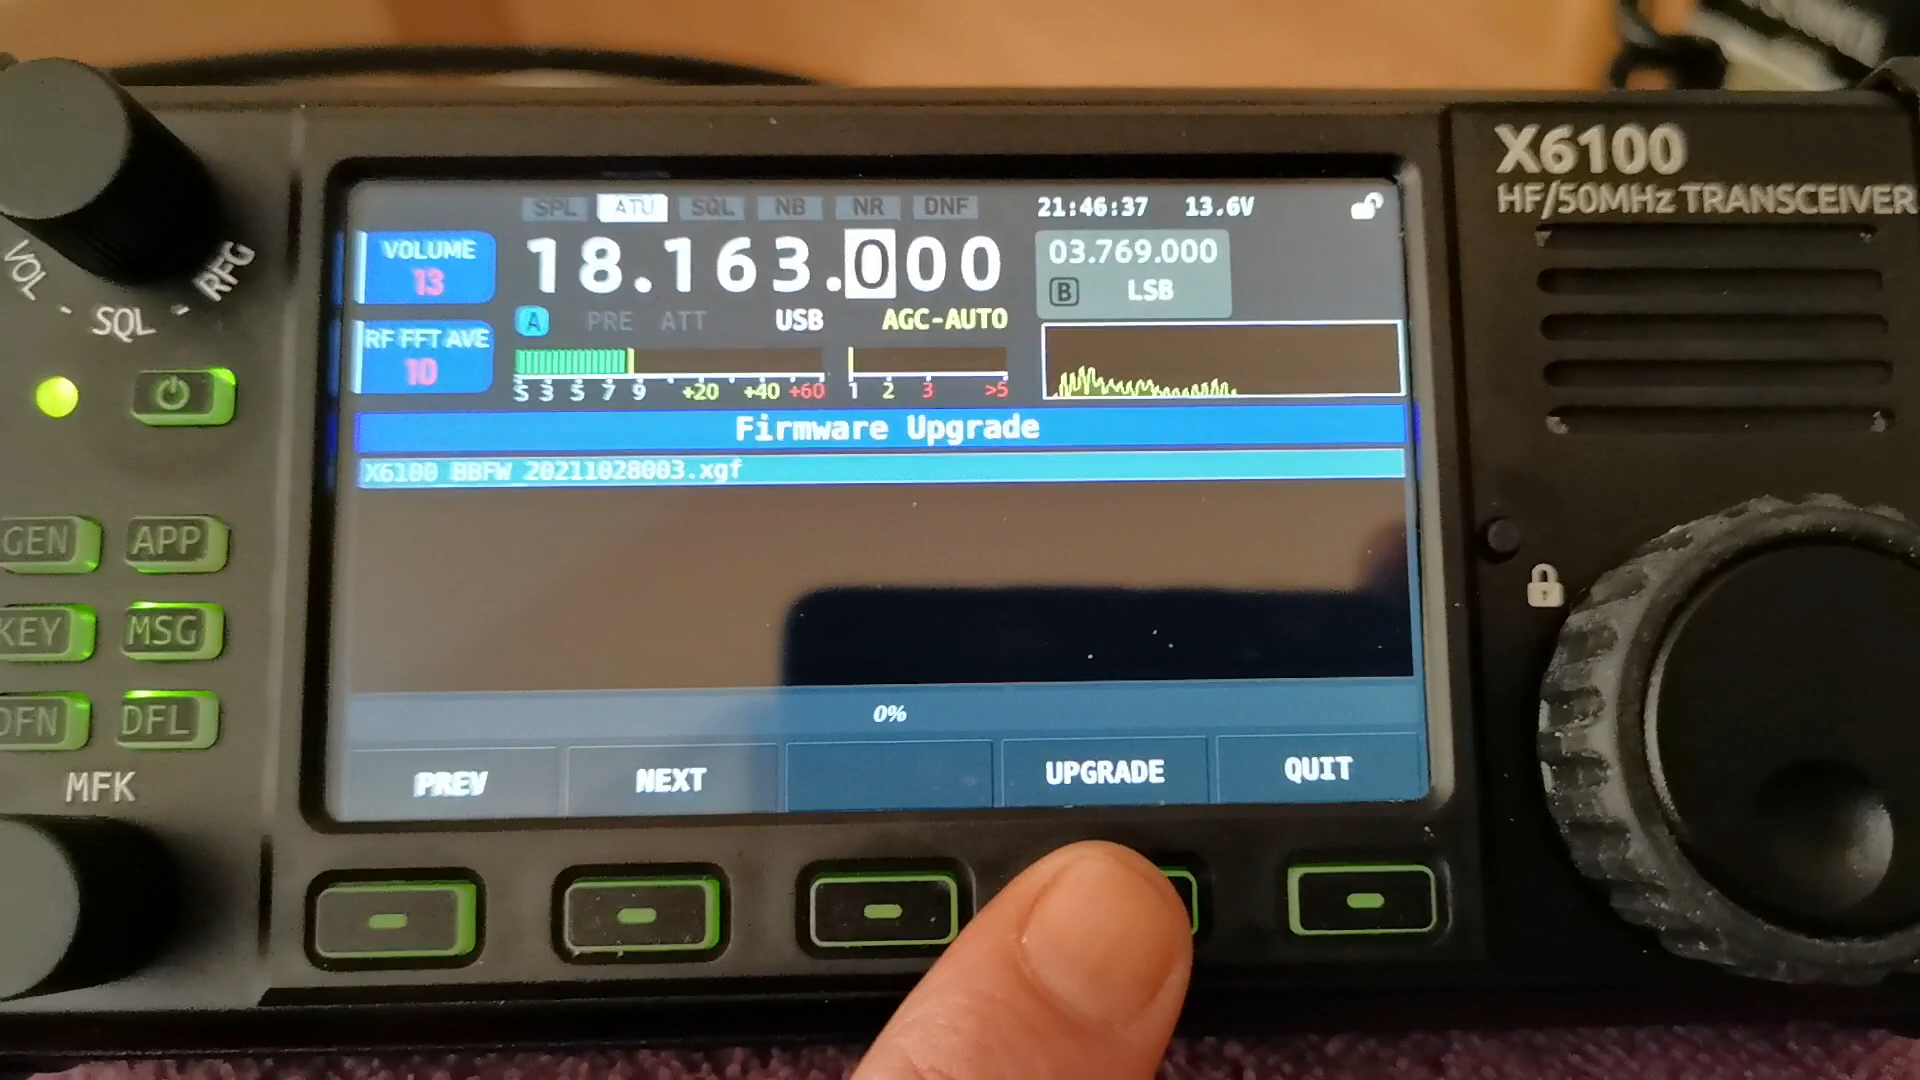 X6100
HF/50MHz TRANSCEIVER
SPL ATU SQL NB NR DNF 21:46:37 13.6V
VOLUME
13
18.163.000
03.769.000
B LSB
RF FFT AVE
10
A PRE ATT USB AGC-AUTO
S 3 5 7 9 +20 +40 +60 1 2 3 >5
Firmware Upgrade
X6100_BBFW_20211028003.xgf
0%
PREV NEXT UPGRADE QUIT
VOL - SQL - RFG
GEN APP
KEY MSG
DFN DFL
MFK